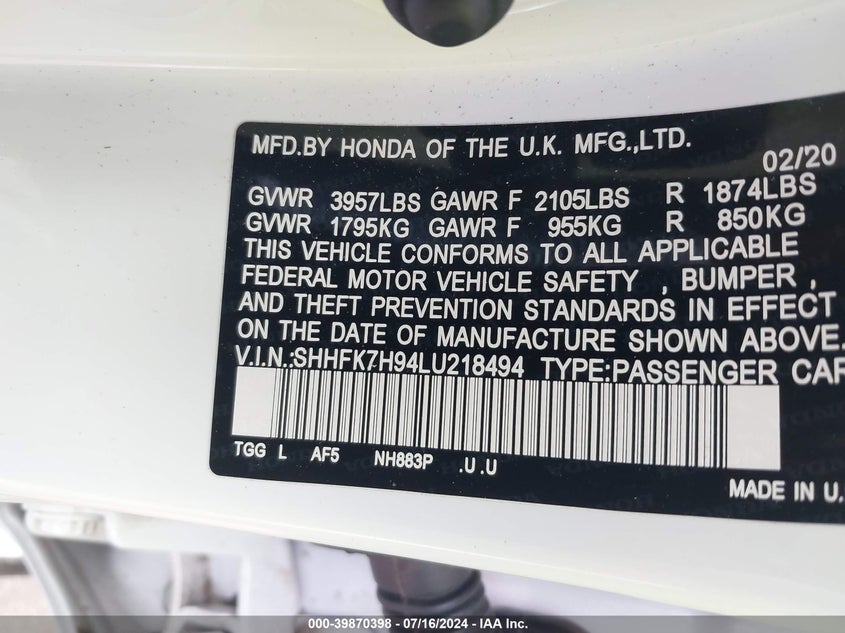 MFD.BY HONDA OF THE U.K. MFG.,LTD.
02/20
GVWR 3957LBS GAWR F 2105LBS R 1874LBS
GVWR 1795KG GAWR F 955KG R 850KG
THIS VEHICLE CONFORMS TO ALL APPLICABLE
FEDERAL MOTOR VEHICLE SAFETY , BUMPER ,
AND THEFT PREVENTION STANDARDS IN EFFECT
ON THE DATE OF MANUFACTURE SHOWN ABOVE.
V.I.N.:SHHFK7H94LU218494 TYPE:PASSENGER CAR
TGG L AF5 NH883P .U .U
MADE IN U.
000-39870398 - 07/16/2024 - IAA Inc.